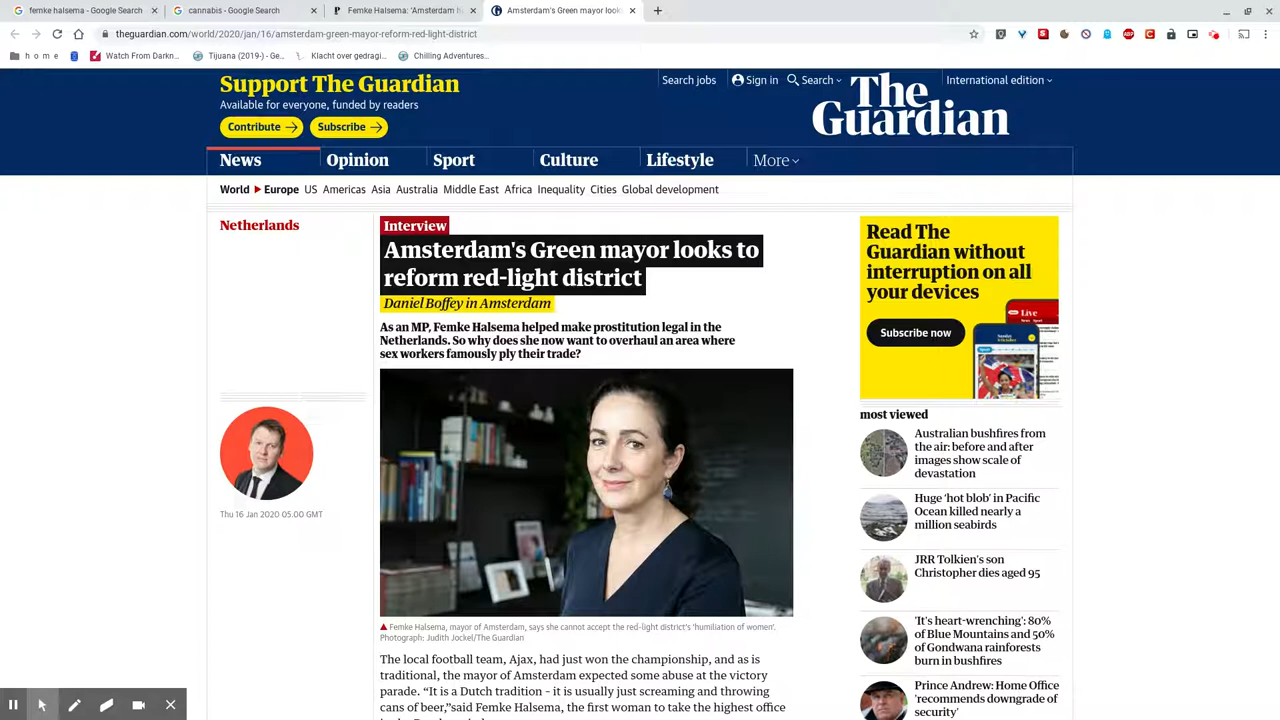 femke halsema - Google Search
cannabis - Google Search
Femke Halsema: 'Amsterdam h
Amsterdam's Green mayor look
theguardian.com/world/2020/jan/16/amsterdam-green-mayor-reform-red-light-district
h o m e
Watch From Darkn...
Tijuana (2019-) - Ge...
Klacht over gedragi...
Chilling Adventures...
Support The Guardian
Available for everyone, funded by readers
Contribute
Subscribe
Search jobs
Sign in
Search
International edition
The
Guardian
News
Opinion
Sport
Culture
Lifestyle
More
World
Europe
US
Americas
Asia
Australia
Middle East
Africa
Inequality
Cities
Global development
Netherlands
Thu 16 Jan 2020 05.00 GMT
Interview
Amsterdam's Green mayor looks to
reform red-light district
Daniel Boffey in Amsterdam
As an MP, Femke Halsema helped make prostitution legal in the
Netherlands. So why does she now want to overhaul an area where
sex workers famously ply their trade?
Femke Halsema, mayor of Amsterdam, says she cannot accept the red-light district's 'humiliation of women'.
Photograph: Judith Jockel/The Guardian
The local football team, Ajax, had just won the championship, and as is
traditional, the mayor of Amsterdam expected some abuse at the victory
parade. “It is a Dutch tradition – it is usually just screaming and throwing
cans of beer,”said Femke Halsema, the first woman to take the highest office
Read The
Guardian without
interruption on all
your devices
Subscribe now
Live
most viewed
Australian bushfires from
the air: before and after
images show scale of
devastation
Huge ‘hot blob’ in Pacific
Ocean killed nearly a
million seabirds
JRR Tolkien's son
Christopher dies aged 95
'It's heart-wrenching': 80%
of Blue Mountains and 50%
of Gondwana rainforests
burn in bushfires
Prince Andrew: Home Office
'recommends downgrade of
security'